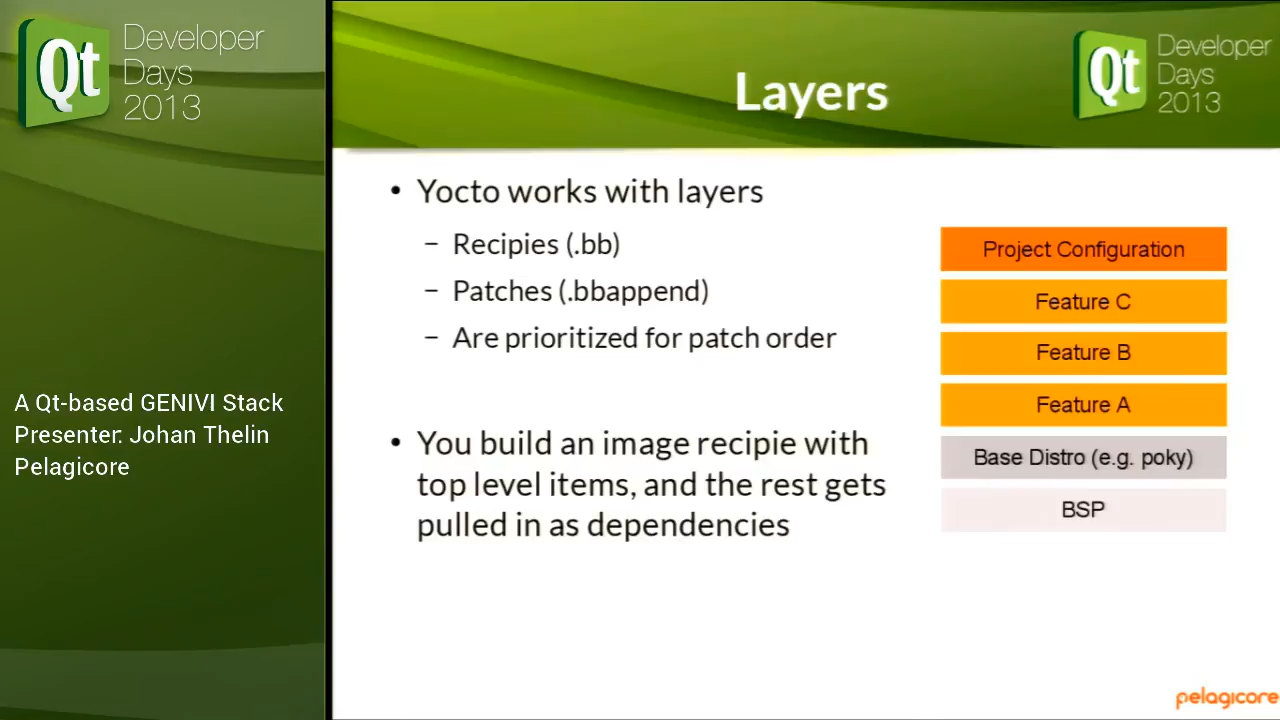 Qt Developer
Days
2013
A Qt-based GENIVI Stack
Presenter: Johan Thelin
Pelagicore
Layers
Qt Developer
Days
2013
• Yocto works with layers
– Recipies (.bb)
– Patches (.bbappend)
– Are prioritized for patch order
• You build an image recipie with
top level items, and the rest gets
pulled in as dependencies
Project Configuration
Feature C
Feature B
Feature A
Base Distro (e.g. poky)
BSP
pelagicore